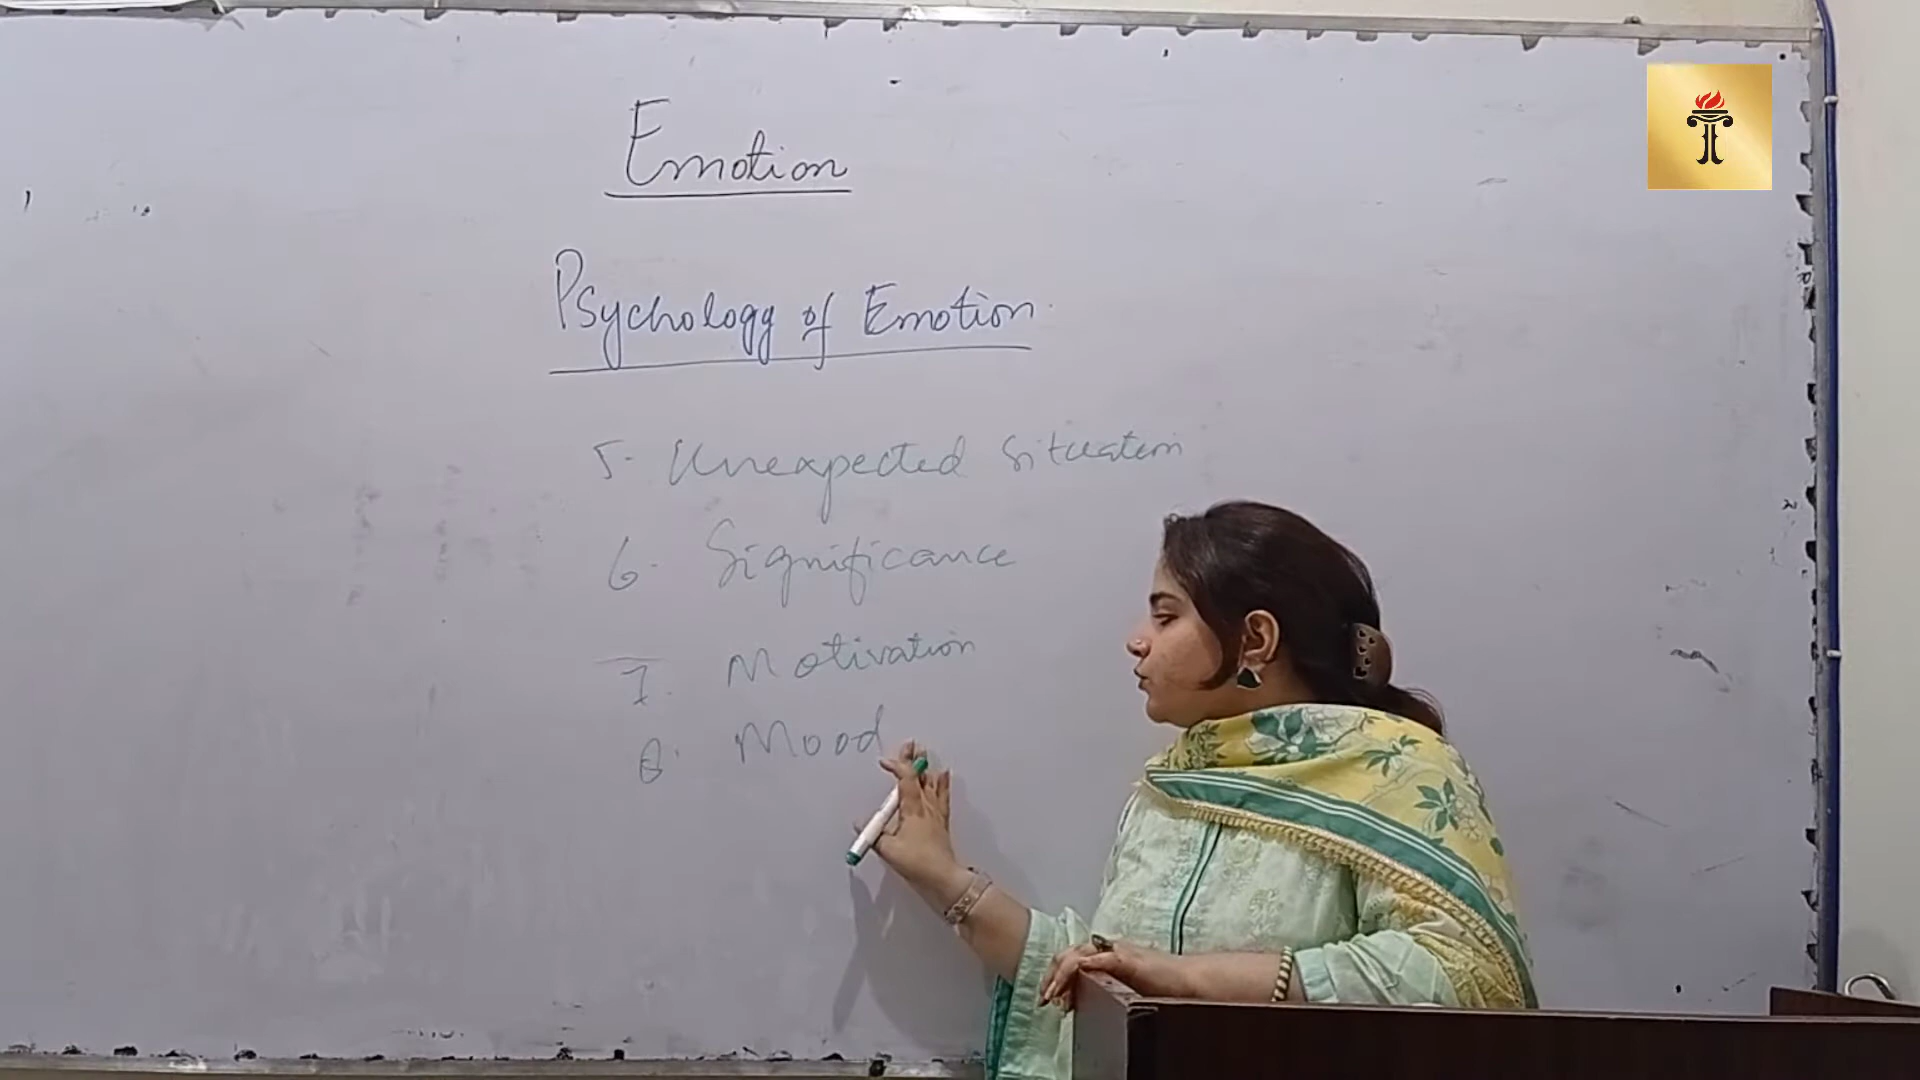 Emotion
Psychology of Emotion
5. Unexpected Situation
6. Significance
7. Motivation
8. Mood